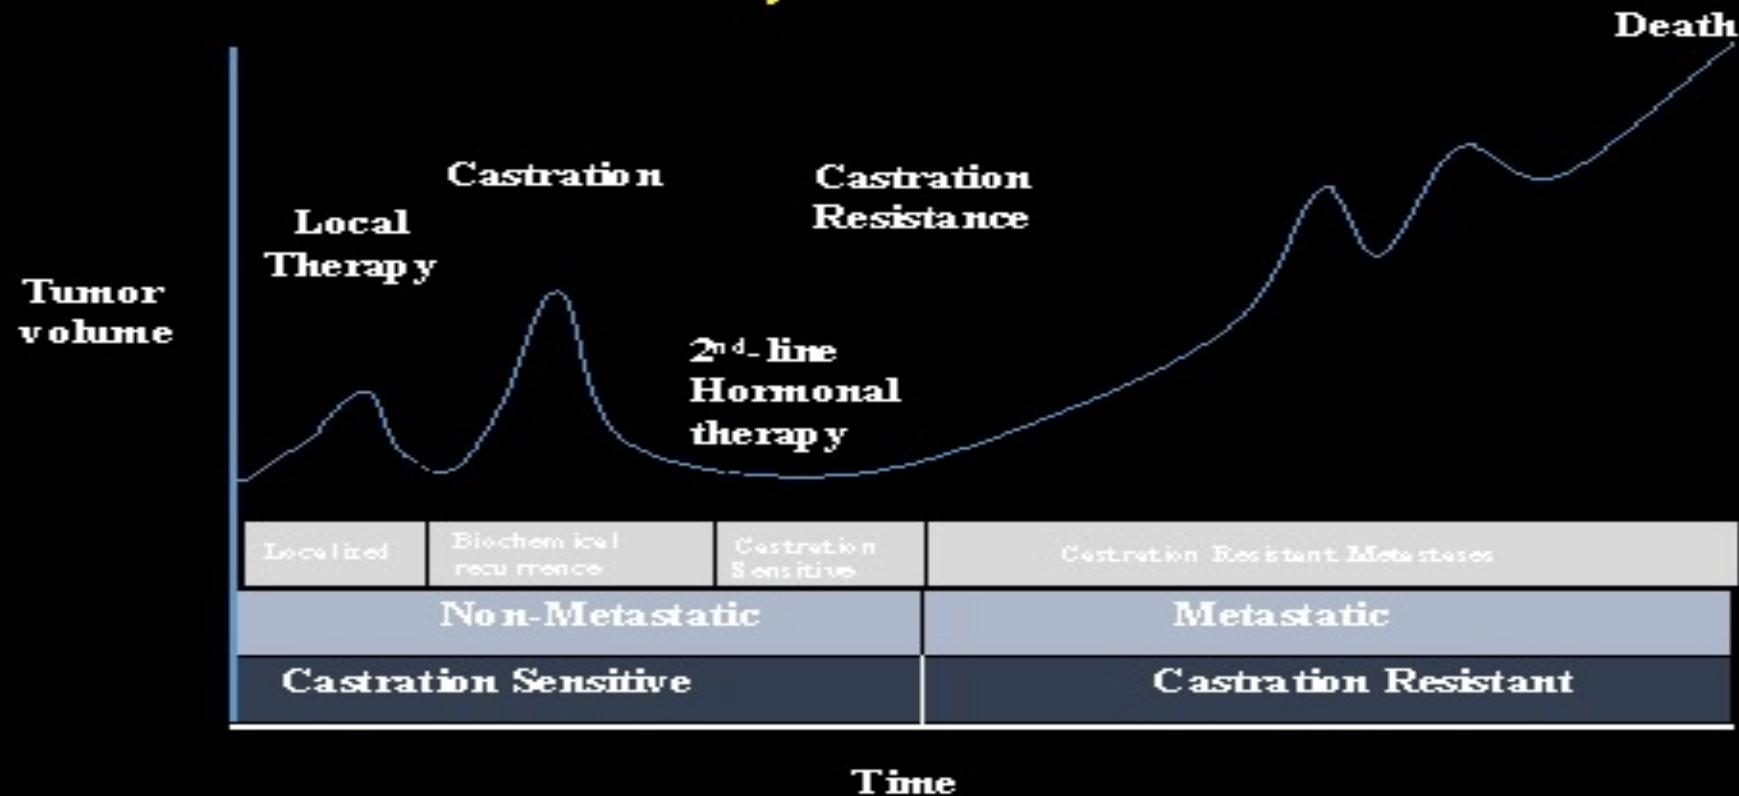 Death
Castration
Castration
Resistance
Local
Therapy
Tumor
volume
2nd-line
Hormonal
therapy
Localized
Biochemical
recurrence
Castration
Sensitive
Castration Resistant Metastases
Non-Metastatic
Metastatic
Castration Sensitive
Castration Resistant
Time